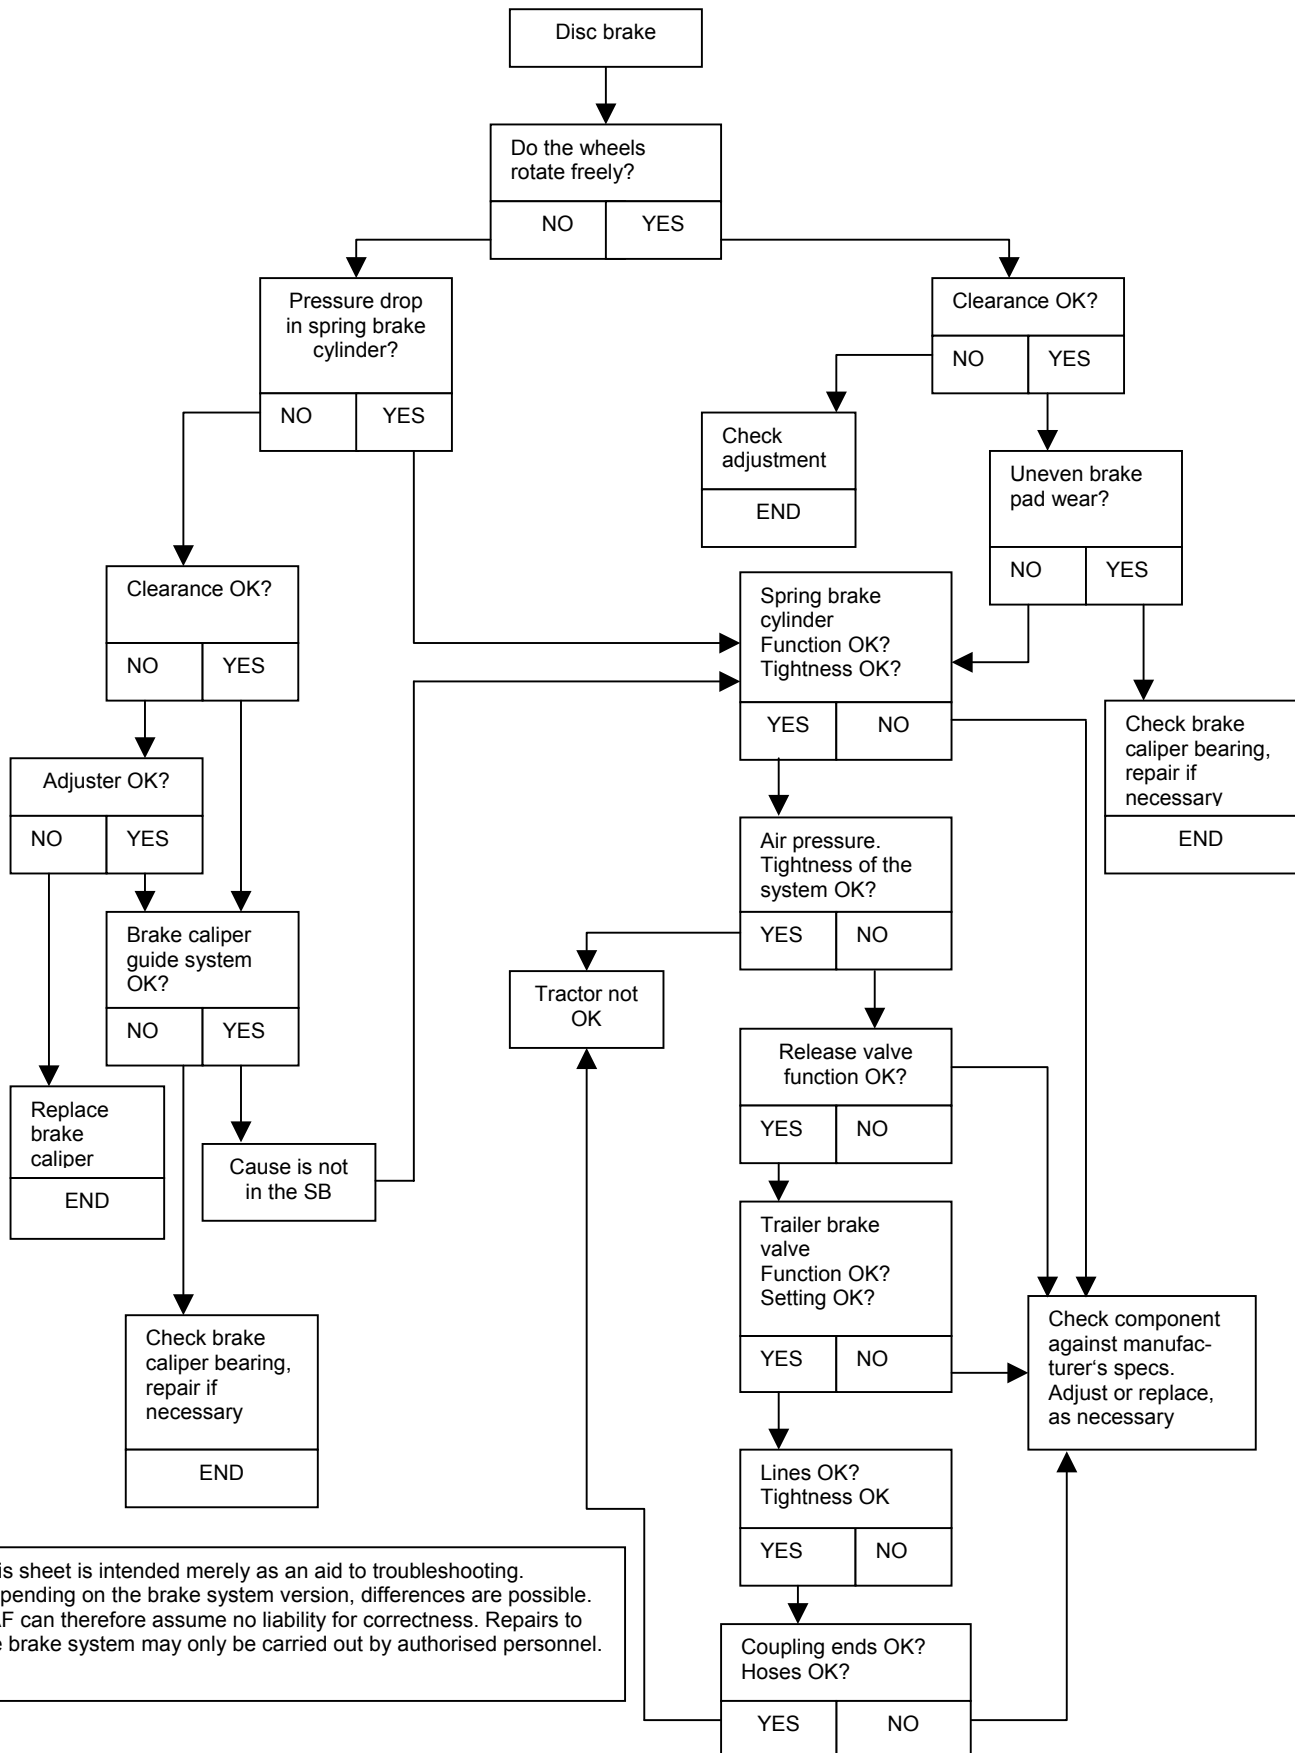 Disc brake
Do the wheels
rotate freely?
NO YES
Pressure drop
in spring brake
cylinder?
NO YES
Clearance OK?
NO YES
Check
adjustment
END
Uneven brake
pad wear?
NO YES
Clearance OK?
NO YES
Spring brake
cylinder
Function OK?
Tightness OK?
YES NO
Check brake
caliper bearing,
repair if
necessary
END
Adjuster OK?
NO YES
Air pressure.
Tightness of the
system OK?
YES NO
Brake caliper
guide system
OK?
NO YES
Tractor not
OK
Release valve
function OK?
YES NO
Replace
brake
caliper
END
Cause is not
in the SB
Trailer brake
valve
Function OK?
Setting OK?
YES NO
Check component
against manufac-
turer‘s specs.
Adjust or replace,
as necessary
Check brake
caliper bearing,
repair if
necessary
END
Lines OK?
Tightness OK
YES NO
is sheet is intended merely as an aid to troubleshooting.
pending on the brake system version, differences are possible.
F can therefore assume no liability for correctness. Repairs to
brake system may only be carried out by authorised personnel.
Coupling ends OK?
Hoses OK?
YES NO